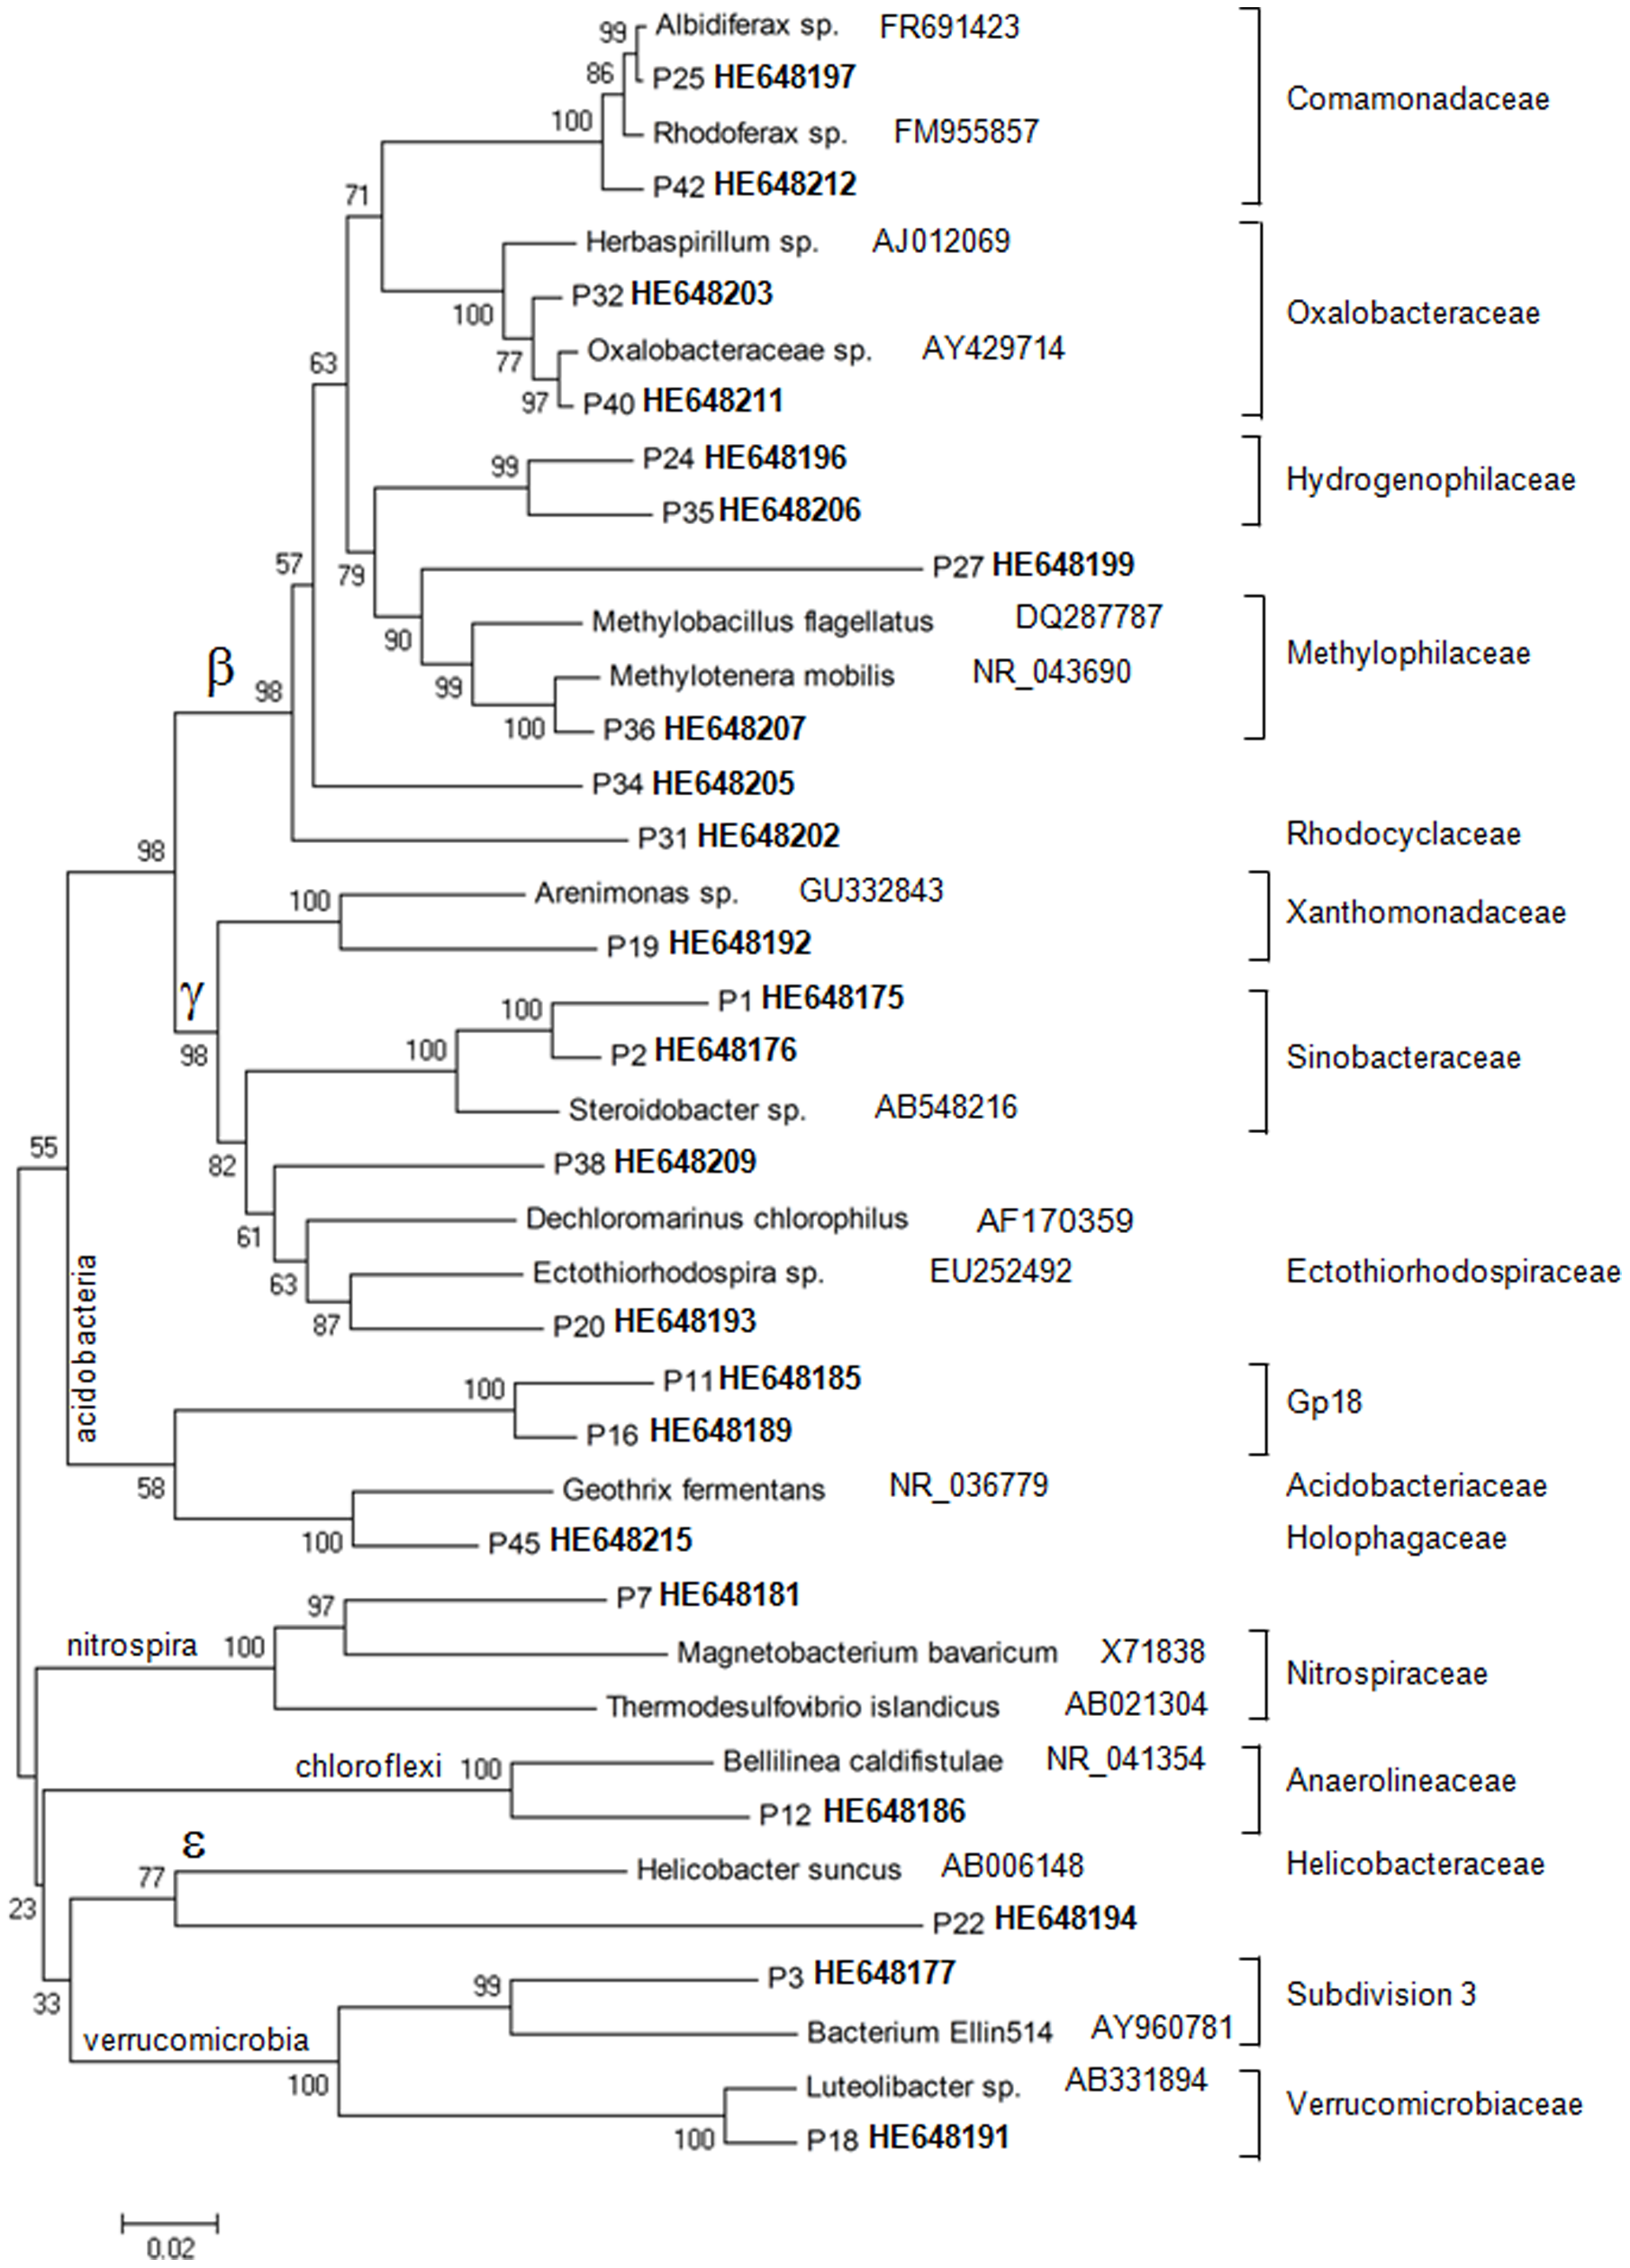 99 Albidiferax sp. FR691423
86 P25 HE648197
Comamonadaceae
100 Rhodoferax sp. FM955857
P42 HE648212
71
Herbaspirillum sp. AJ012069
P32 HE648203
100 Oxalobacteraceae
77 Oxalobacteraceae sp. AY429714
63
97 P40 HE648211
99 P24 HE648196
Hydrogenophilaceae
P35 HE648206
57 79 P27 HE648199
Methylobacillus flagellatus DQ287787
90 Methylophilaceae
β 98 99 Methylotenera mobilis NR_043690
100 P36 HE648207
P34 HE648205
P31 HE648202 Rhodocyclaceae
98
100 Arenimonas sp. GU332843
Xanthomonadaceae
P19 HE648192
γ 100 P1 HE648175
98 100 P2 HE648176 Sinobacteraceae
Steroidobacter sp. AB548216
55 82 P38 HE648209
61 Dechloromarinus chlorophilus AF170359
63 Ectothiorhodospira sp. EU252492 Ectothiorhodospiraceae
87 P20 HE648193
acidobacteria
100 P11 HE648185
Gp18
P16 HE648189
58 Geothrix fermentans NR_036779 Acidobacteriaceae
100 P45 HE648215 Holophagaceae
97 P7 HE648181
nitrospira 100 Magnetobacterium bavaricum X71838
Nitrospiraceae
Thermodesulfovibrio islandicus AB021304
chloroflexi 100 Bellilinea caldifistulae NR_041354
Anaerolineaceae
P12 HE648186
ε
77 Helicobacter suncus AB006148 Helicobacteraceae
23 P22 HE648194
99 P3 HE648177
33 Subdivision 3
verrucomicrobia Bacterium Ellin514 AY960781
100 Luteolibacter sp. AB331894
Verrucomicrobiaceae
100 P18 HE648191
0.02